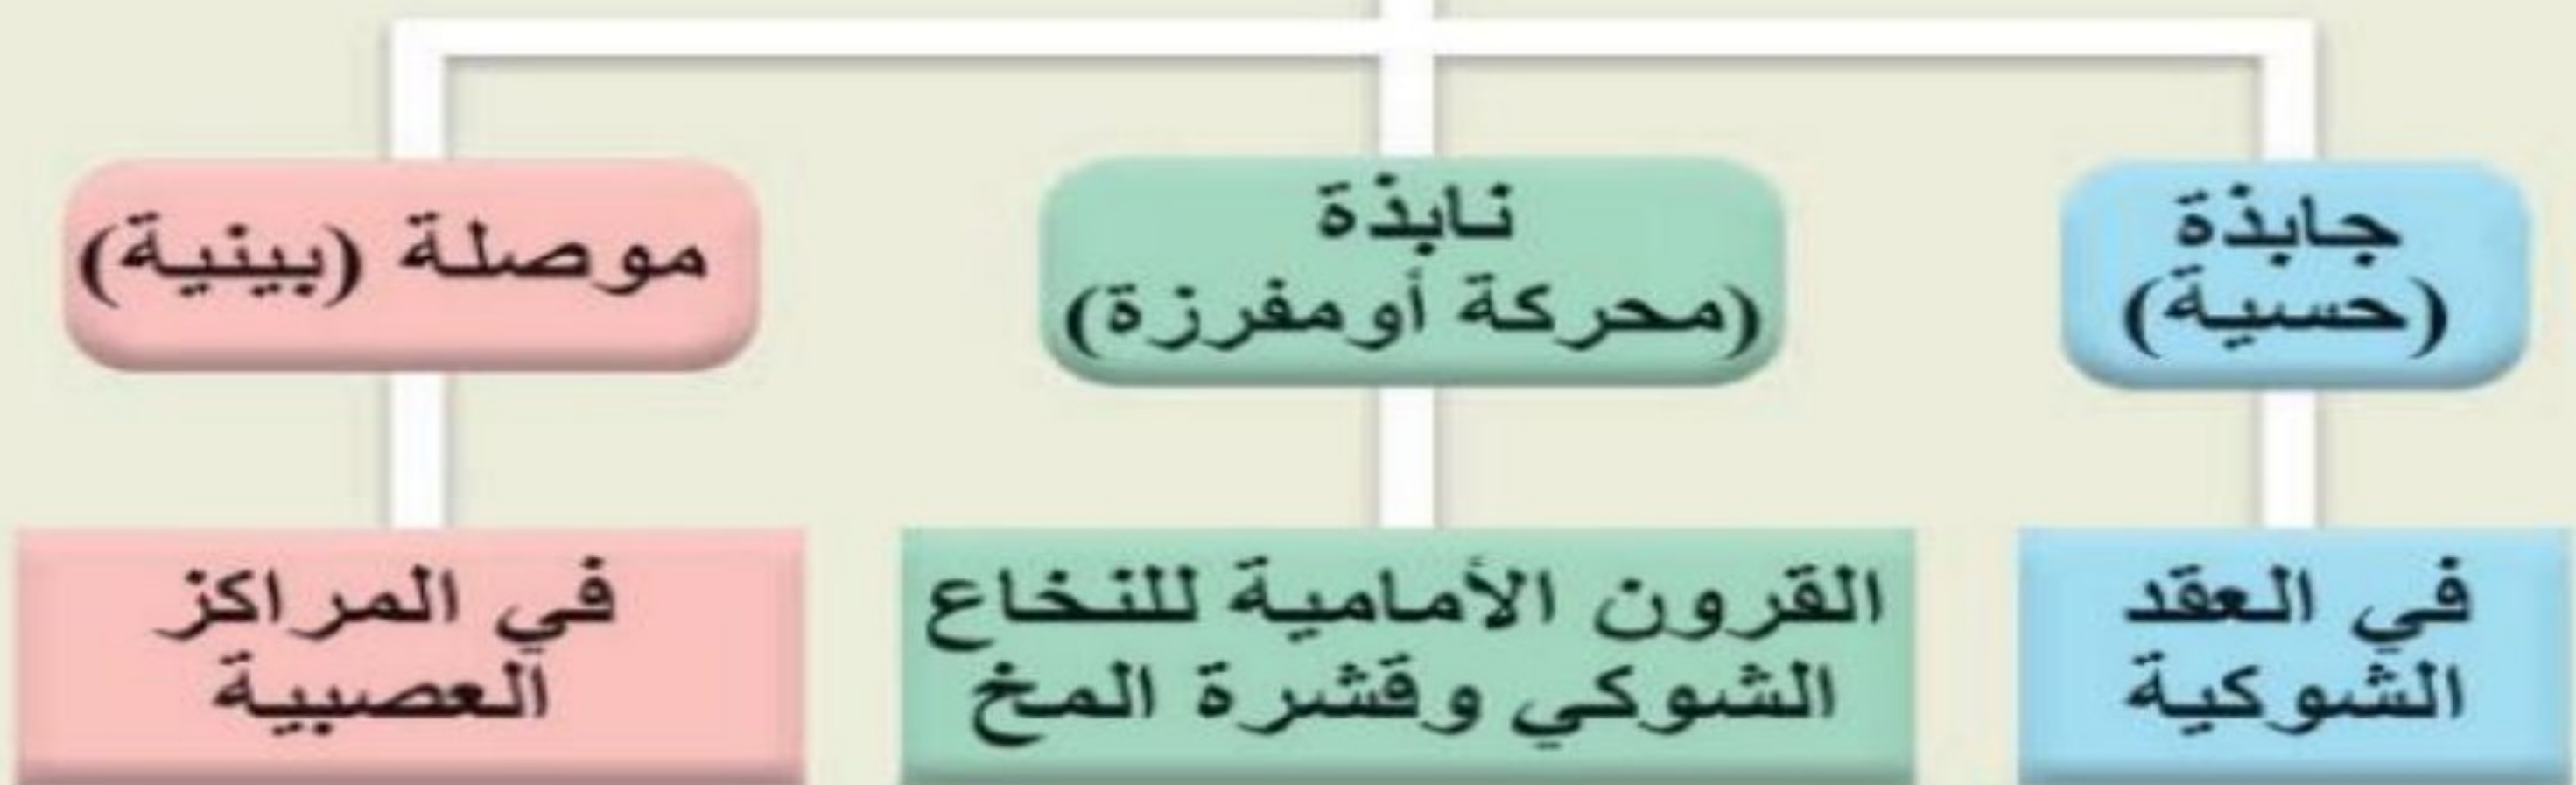 جابذة
(حسية)
نابذة
(محركة أومفرزة)
موصلة (بينية)
في العقد
الشوكية
القرون الأمامية للنخاع
الشوكي وقشرة المخ
في المراكز
العصبية